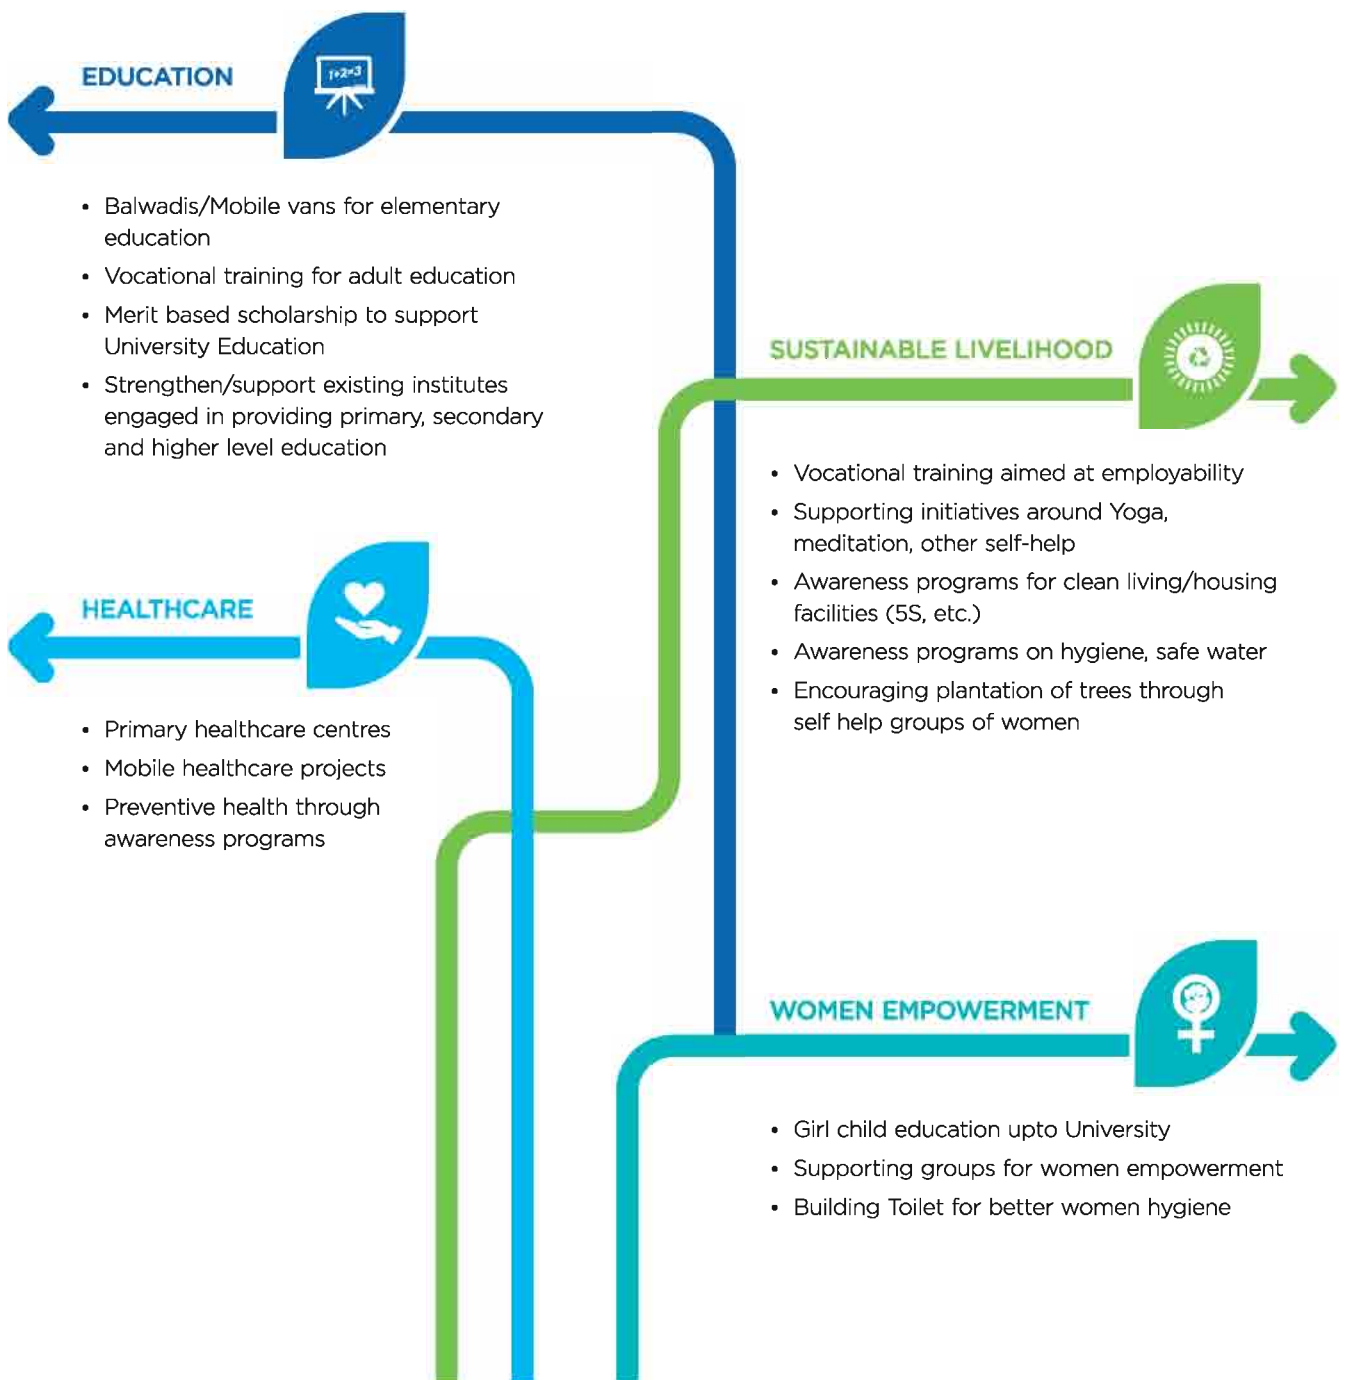 EDUCATION
1+2=3
• Balwadis/Mobile vans for elementary
education
• Vocational training for adult education
• Merit based scholarship to support
University Education
• Strengthen/support existing institutes
engaged in providing primary, secondary
and higher level education
SUSTAINABLE LIVELIHOOD
• Vocational training aimed at employability
• Supporting initiatives around Yoga,
meditation, other self-help
• Awareness programs for clean living/housing
facilities (5S, etc.)
• Awareness programs on hygiene, safe water
• Encouraging plantation of trees through
self help groups of women
HEALTHCARE
• Primary healthcare centres
• Mobile healthcare projects
• Preventive health through
awareness programs
WOMEN EMPOWERMENT
• Girl child education upto University
• Supporting groups for women empowerment
• Building Toilet for better women hygiene